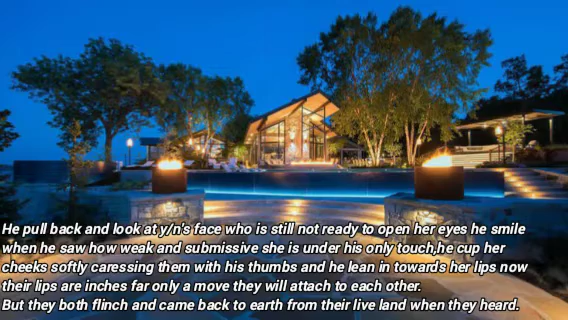 He pull back and look at y/n's face who is still not ready to open her eyes he smile
when he saw how weak and submissive she is under his only touch,he cup her
cheeks softly caressing them with his thumbs and he lean in towards her lips now
their lips are inches far only a move they will attach to each other.
But they both flinch and came back to earth from their live land when they heard.